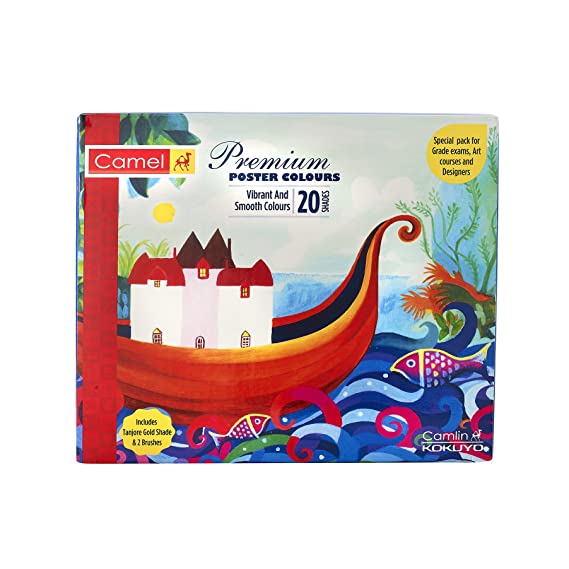 Camel
Premium
POSTER COLOURS
Vibrant And
Smooth Colours
20
SHADES
Special pack for
Grade exams, Art
courses and
Designers
Includes
Tanjore Gold Shade
& 2 Brushes
Camlin
KOKUYO